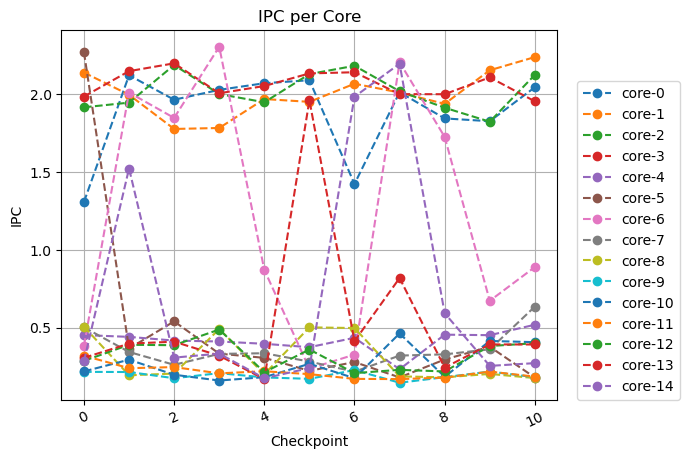 IPC per Core
IPC
2.0
1.5
1.0
0.5
0
2
4
6
8
10
Checkpoint
core-0
core-1
core-2
core-3
core-4
core-5
core-6
core-7
core-8
core-9
core-10
core-11
core-12
core-13
core-14